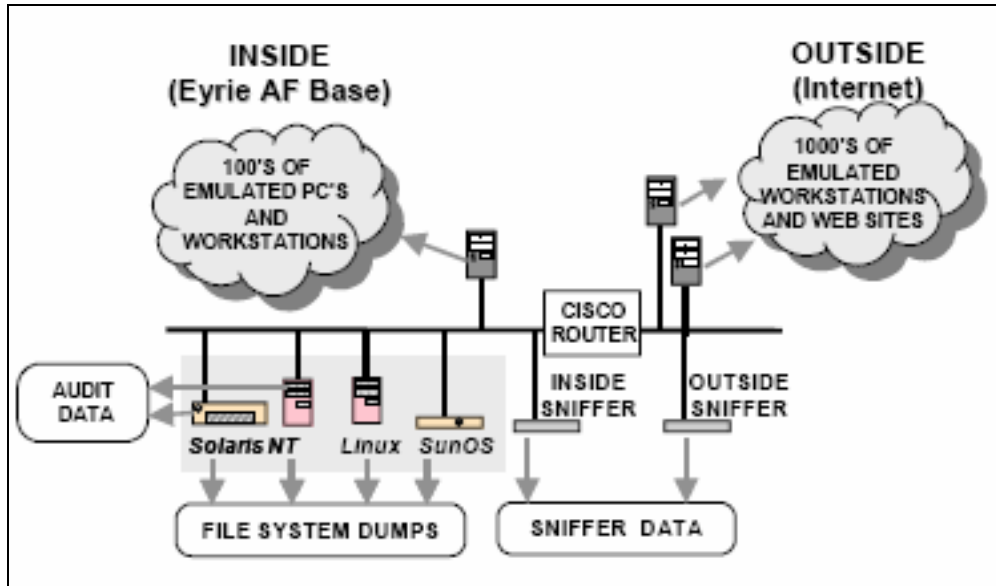 INSIDE
(Eyrie AF Base)
OUTSIDE
(Internet)
100'S OF
EMULATED PC'S
AND
WORKSTATIONS
1000'S OF
EMULATED
WORKSTATIONS
AND WEB SITES
CISCO
ROUTER
AUDIT
DATA
INSIDE
SNIFFER
OUTSIDE
SNIFFER
Solaris NT
Linux
SunOS
FILE SYSTEM DUMPS
SNIFFER DATA